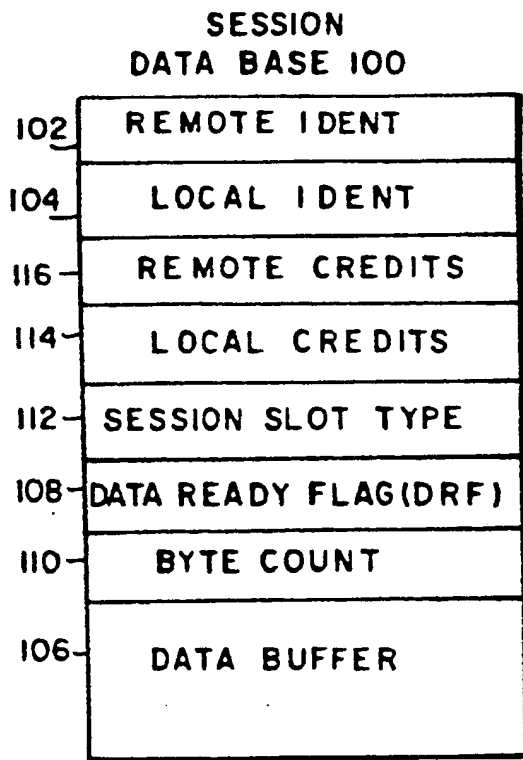 SESSION
DATA BASE 100
102 REMOTE IDENT
104 LOCAL IDENT
116 REMOTE CREDITS
114 LOCAL CREDITS
112 SESSION SLOT TYPE
108 DATA READY FLAG(DRF)
110 BYTE COUNT
106 DATA BUFFER